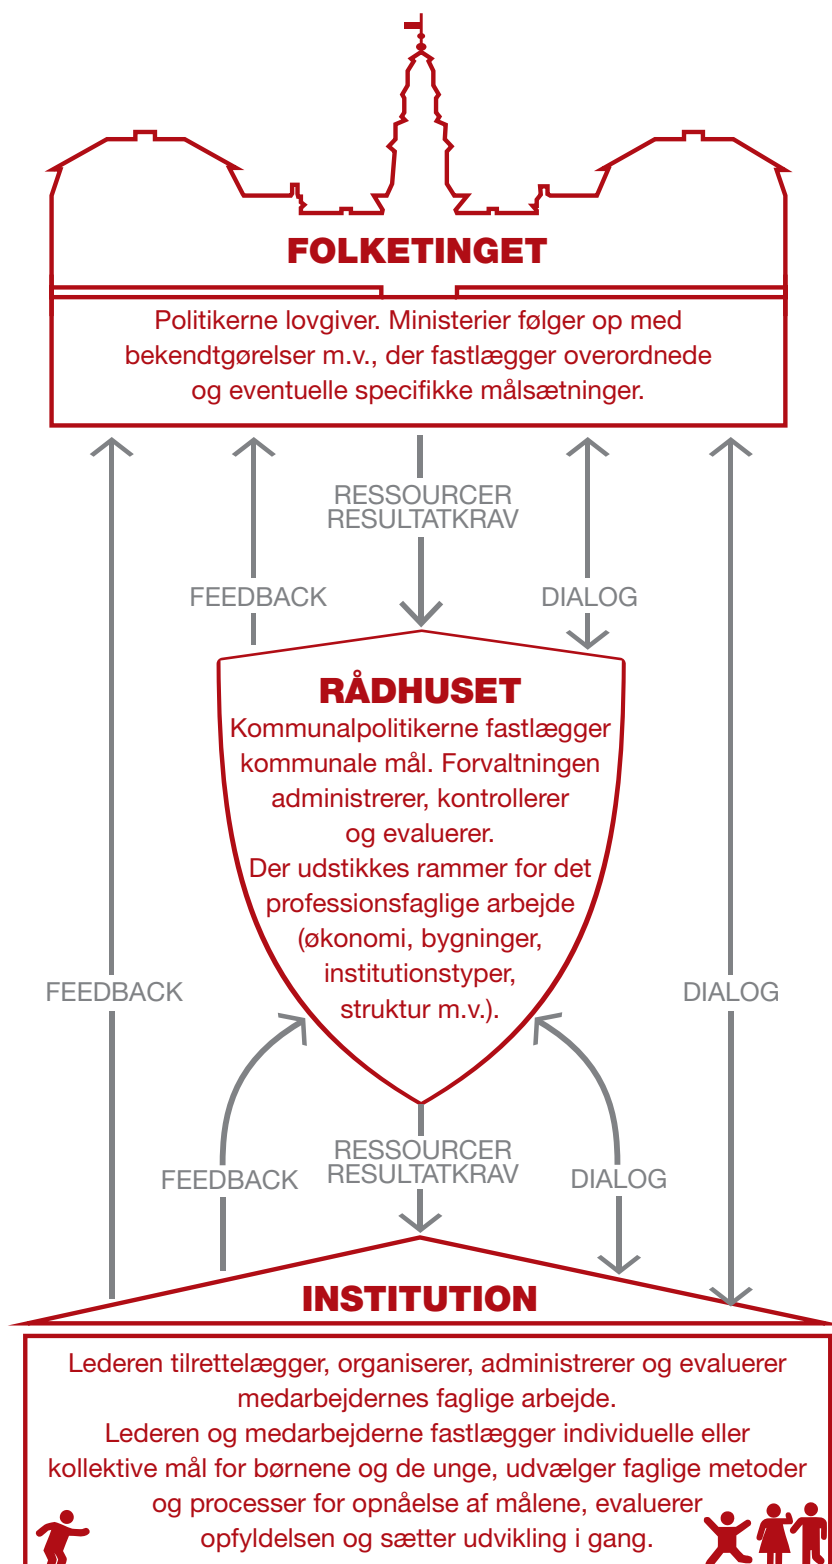 FOLKETINGET
Politikerne lovgiver. Ministerier følger op med
bekendtgørelser m.v., der fastlægger overordnede
og eventuelle specifikke målsætninger.
RESSOURCER
RESULTATKRAV
FEEDBACK
DIALOG
RÅDHUSET
Kommunalpolitikerne fastlægger
kommunale mål. Forvaltningen
administrerer, kontrollerer
og evaluerer.
Der udstikkes rammer for det
professionsfaglige arbejde
(økonomi, bygninger,
institutionstyper,
struktur m.v.).
FEEDBACK
DIALOG
RESSOURCER
RESULTATKRAV
FEEDBACK
DIALOG
INSTITUTION
Lederen tilrettelægger, organiserer, administrerer og evaluerer
medarbejdernes faglige arbejde.
Lederen og medarbejderne fastlægger individuelle eller
kollektive mål for børnene og de unge, udvælger faglige metoder
og processer for opnåelse af målene, evaluerer
opfyldelsen og sætter udvikling i gang.